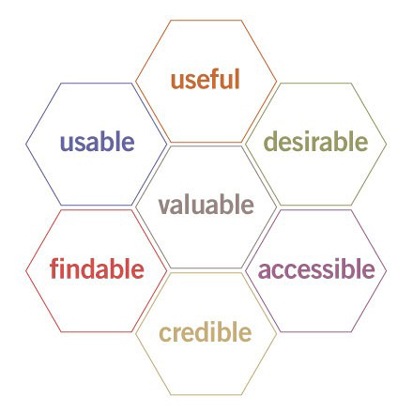 useful
usable
desirable
valuable
findable
accessible
credible